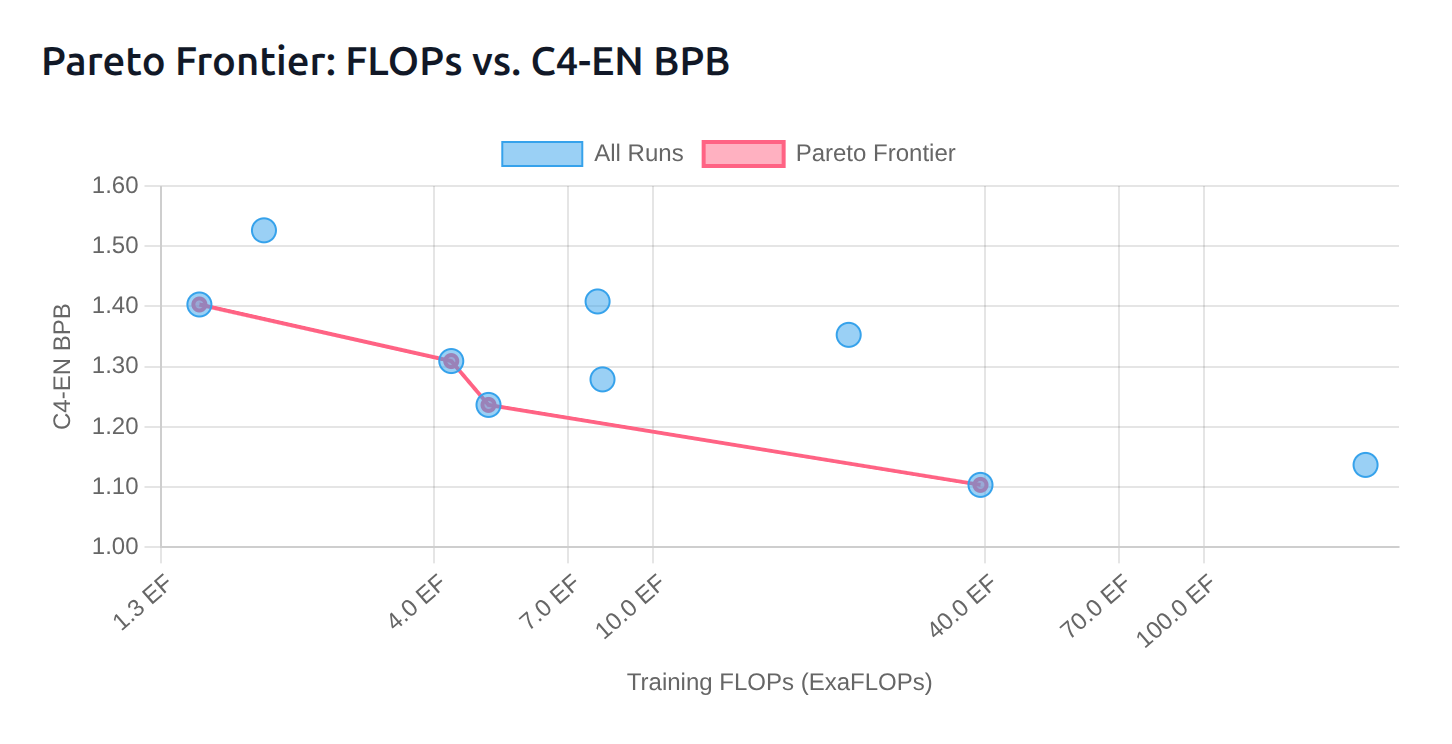 Pareto Frontier: FLOPs vs. C4-EN BPB
All Runs
Pareto Frontier
1.60
1.50
1.40
1.30
1.20
1.10
1.00
C4-EN BPB
1.3 EF
4.0 EF
7.0 EF
10.0 EF
40.0 EF
70.0 EF
100.0 EF
Training FLOPs (ExaFLOPs)